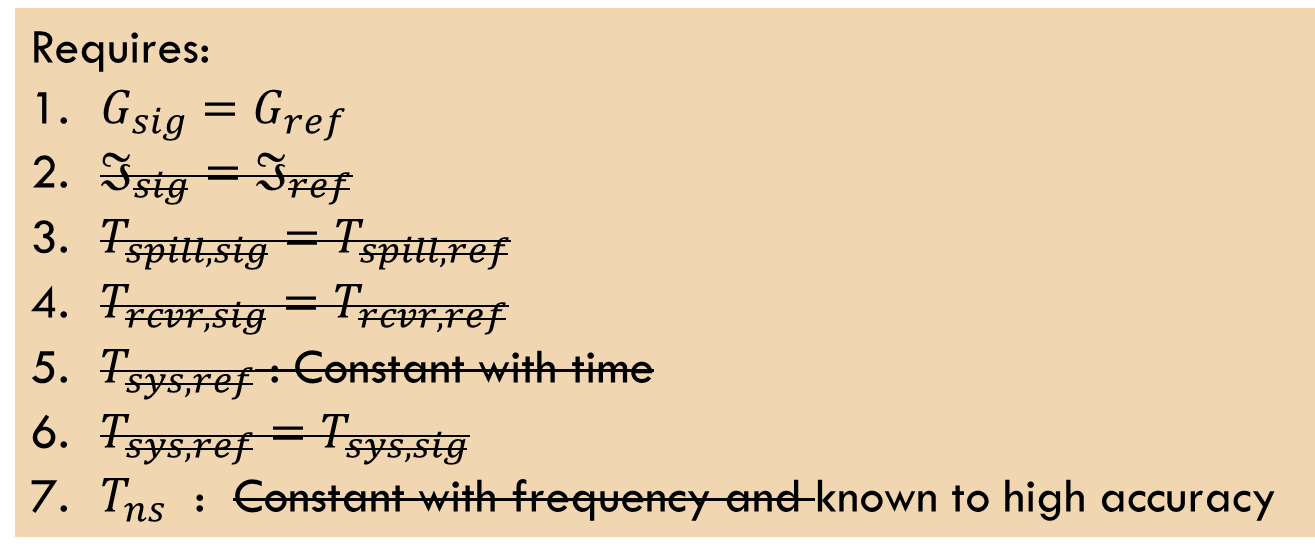 Requires:
1. G_sig = G_ref
2. ℑ_sig = ℑ_ref
3. T_spill,sig = T_spill,ref
4. T_rcvr,sig = T_rcvr,ref
5. T_sys,ref : Constant with time
6. T_sys,ref = T_sys,sig
7. T_ns : Constant with frequency and known to high accuracy